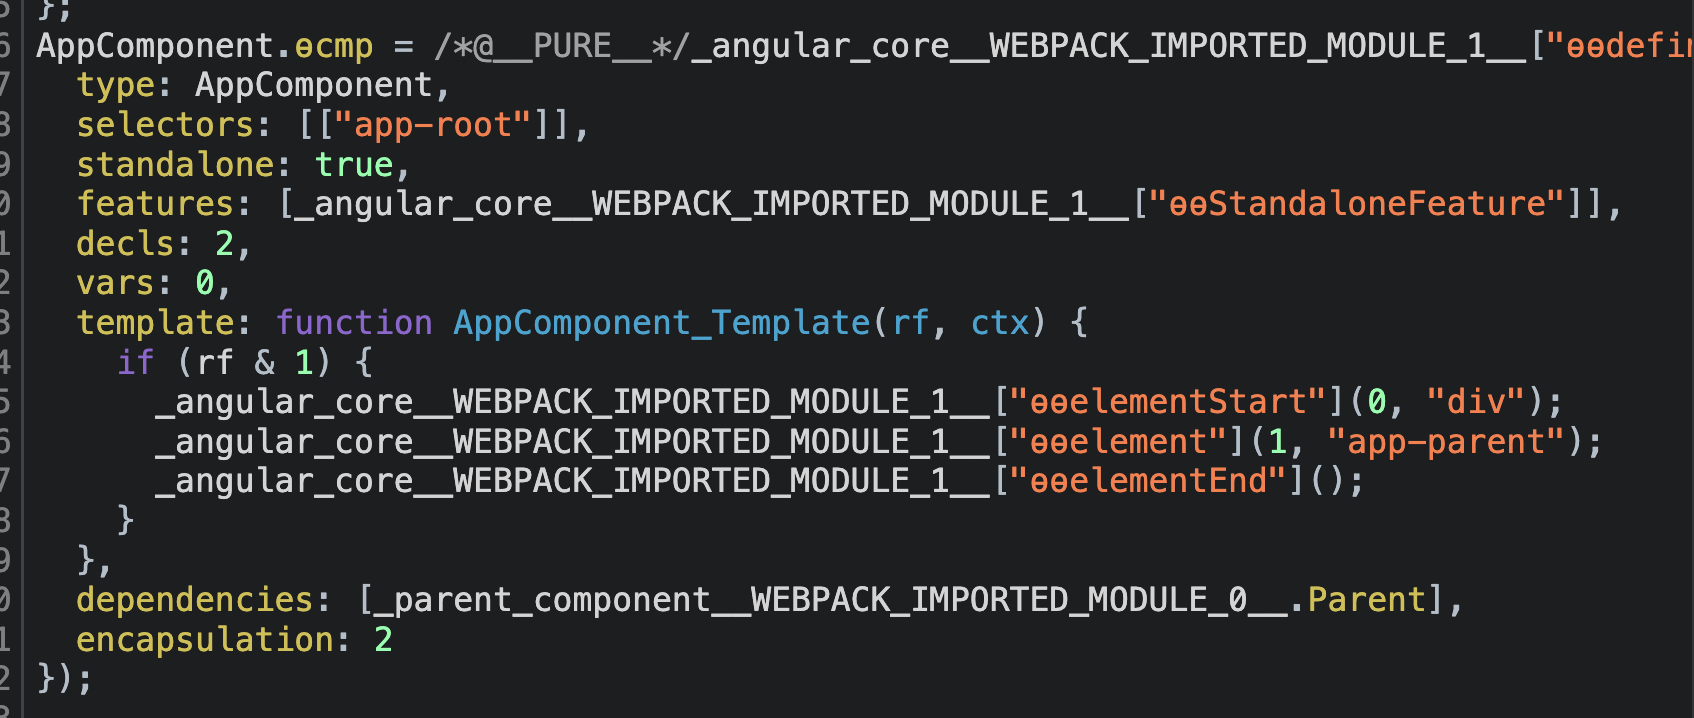 };
AppComponent.ɵcmp = /*@__PURE__*/_angular_core__WEBPACK_IMPORTED_MODULE_1__["ɵɵdefin
type: AppComponent,
selectors: [["app-root"]],
standalone: true,
features: [_angular_core__WEBPACK_IMPORTED_MODULE_1__["ɵɵStandaloneFeature"]],
decls: 2,
vars: 0,
template: function AppComponent_Template(rf, ctx) {
if (rf & 1) {
_angular_core__WEBPACK_IMPORTED_MODULE_1__["ɵɵelementStart"](0, "div");
_angular_core__WEBPACK_IMPORTED_MODULE_1__["ɵɵelement"](1, "app-parent");
_angular_core__WEBPACK_IMPORTED_MODULE_1__["ɵɵelementEnd"]();
}
},
dependencies: [_parent_component__WEBPACK_IMPORTED_MODULE_0__.Parent],
encapsulation: 2
});